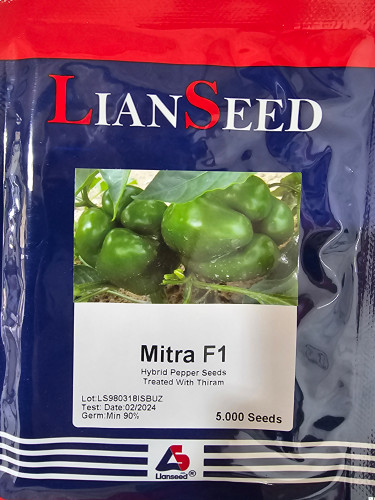 LIANSEED
Mitra F1
Hybrid Pepper Seeds
Treated With Thiram
Lot:LS980318ISBUZ
Test: Date:02/2024
Germ:Min 90%
5.000 Seeds
Lianseed ®